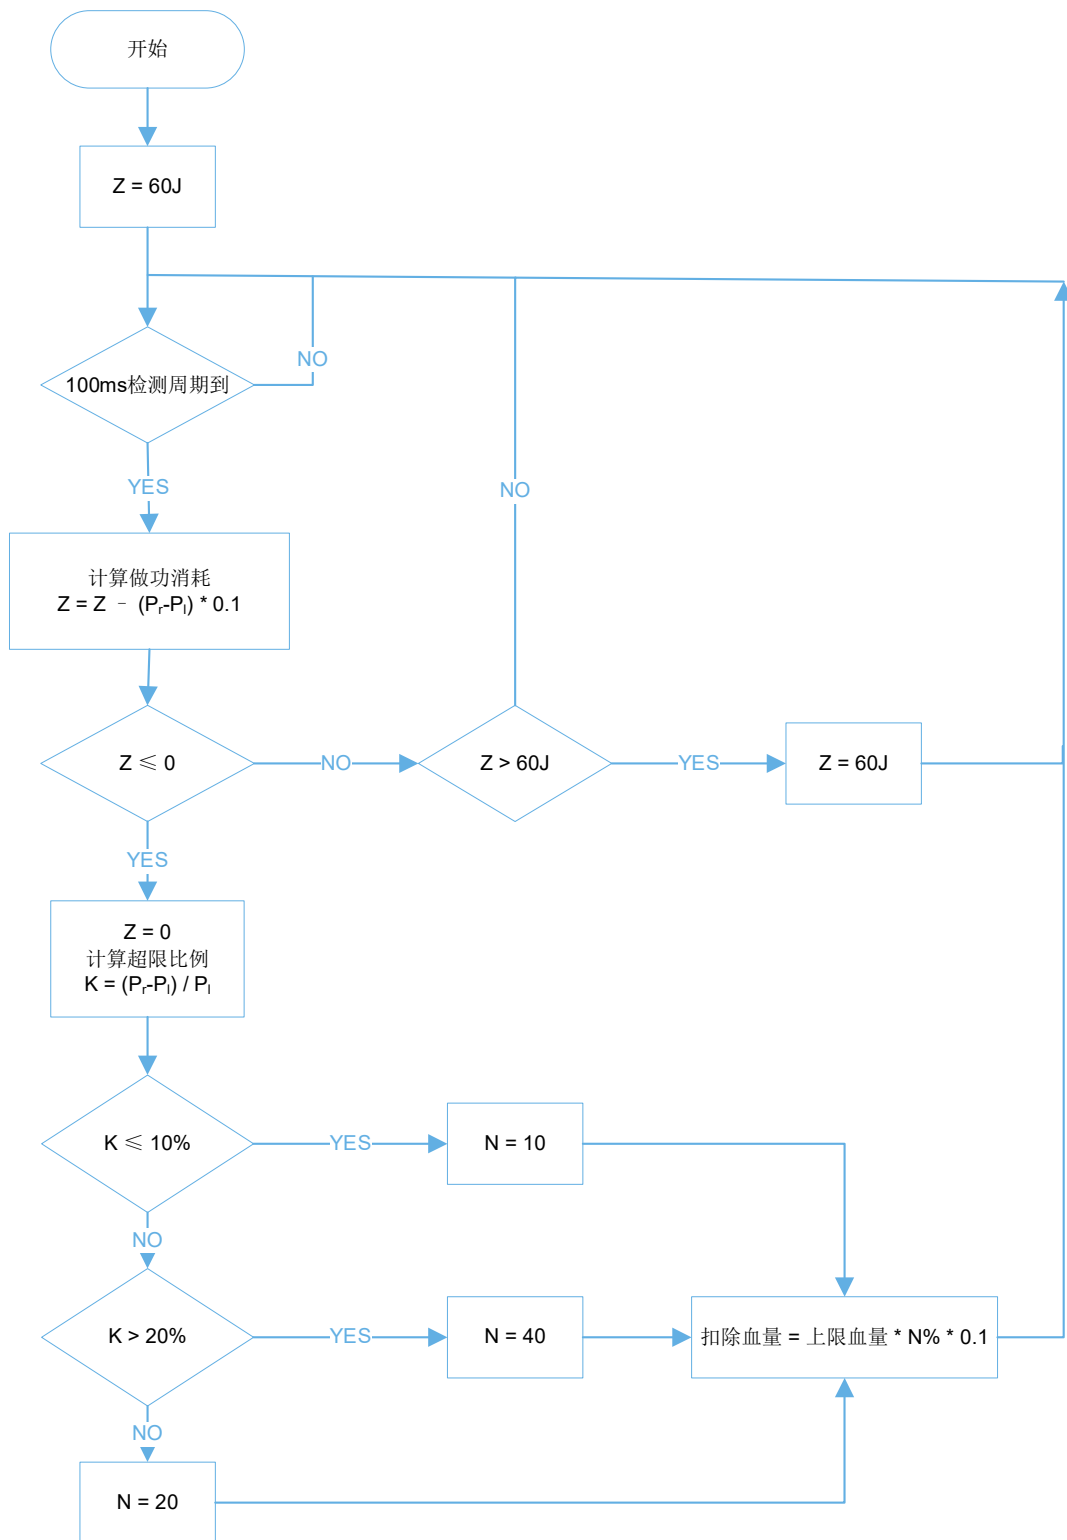 开始
Z = 60J
NO
100ms检测周期到
YES
NO
计算做功消耗
Z = Z － (Pᵣ-Pₗ) * 0.1
Z ≤ 0
NO
Z > 60J
YES
Z = 60J
YES
Z = 0
计算超限比例
K = (Pᵣ-Pₗ) / Pₗ
K ≤ 10%
YES
N = 10
NO
K > 20%
YES
N = 40
扣除血量 = 上限血量 * N% * 0.1
NO
N = 20